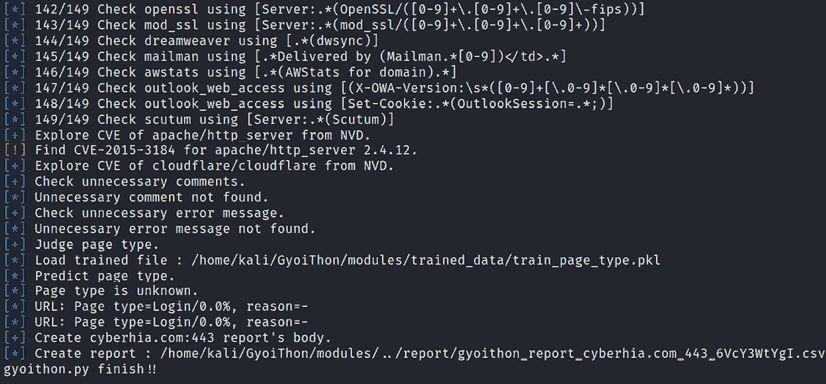 [*] 142/149 Check openssl using [Server:.*(OpenSSL/([0-9]+\.[0-9]+\.[0-9]\-fips))]
[*] 143/149 Check mod_ssl using [Server:.*(mod_ssl/([0-9]+\.[0-9]+\.[0-9]+))]
[*] 144/149 Check dreamweaver using [.*(dwsync)]
[*] 145/149 Check mailman using [.*Delivered by (Mailman.*[0-9])</td>.*]
[*] 146/149 Check awstats using [.*(AWStats for domain).*]
[*] 147/149 Check outlook_web_access using [(X-OWA-Version:\s*([0-9]+[\.0-9]*[\.0-9]*[\.0-9]*))]
[*] 148/149 Check outlook_web_access using [Set-Cookie:.*(OutlookSession=.*;)]
[*] 149/149 Check scutum using [Server:.*(Scutum)]
[+] Explore CVE of apache/http_server from NVD.
[!] Find CVE-2015-3184 for apache/http_server 2.4.12.
[+] Explore CVE of cloudflare/cloudflare from NVD.
[+] Check unnecessary comments.
[*] Unnecessary comment not found.
[+] Check unnecessary error message.
[*] Unnecessary error message not found.
[+] Judge page type.
[*] Load trained file : /home/kali/GyoiThon/modules/trained_data/train_page_type.pkl
[*] Predict page type.
[*] Page type is unknown.
[*] URL: Page type=Login/0.0%, reason=-
[*] URL: Page type=Login/0.0%, reason=-
[+] Create cyberhia.com:443 report's body.
[*] Create report : /home/kali/GyoiThon/modules/../report/gyoithon_report_cyberhia.com_443_6VcY3WtYgI.csv
gyoithon.py finish!!